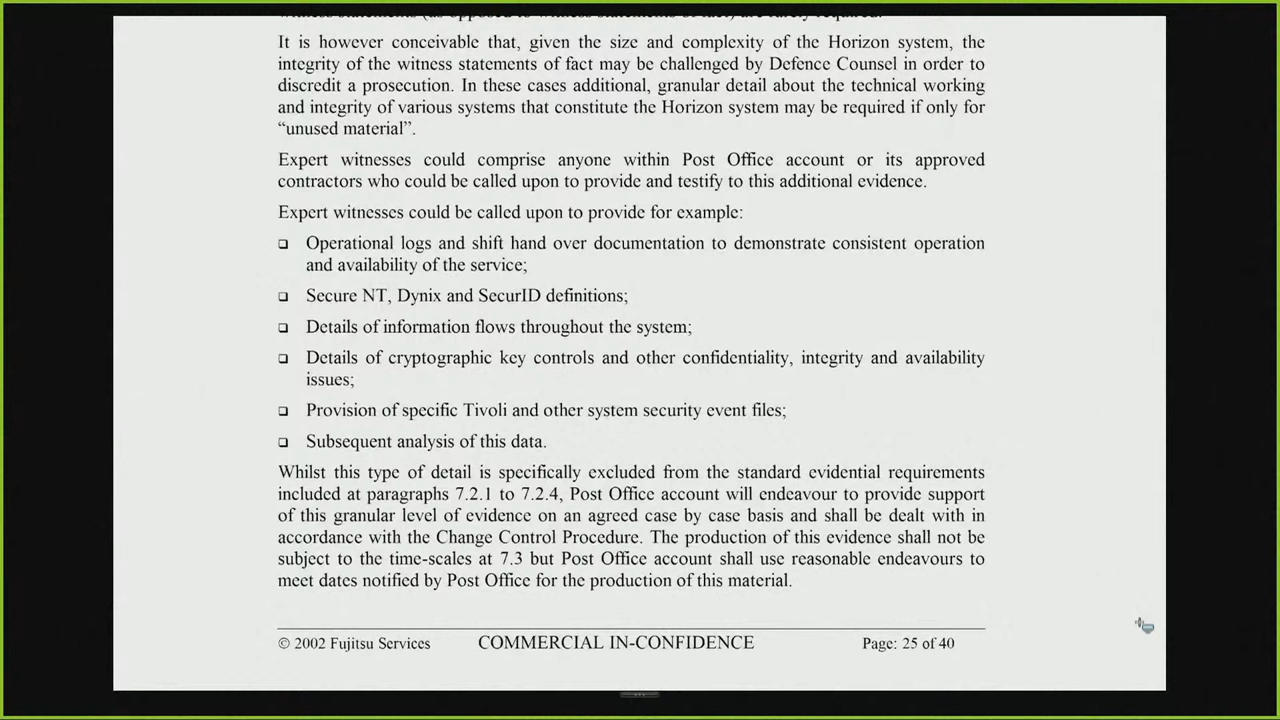 witness statements (as opposed to witness statements of fact) are rarely required.
It is however conceivable that, given the size and complexity of the Horizon system, the
integrity of the witness statements of fact may be challenged by Defence Counsel in order to
discredit a prosecution. In these cases additional, granular detail about the technical working
and integrity of various systems that constitute the Horizon system may be required if only for
“unused material”.
Expert witnesses could comprise anyone within Post Office account or its approved
contractors who could be called upon to provide and testify to this additional evidence.
Expert witnesses could be called upon to provide for example:
❑ Operational logs and shift hand over documentation to demonstrate consistent operation
and availability of the service;
❑ Secure NT, Dynix and SecurID definitions;
❑ Details of information flows throughout the system;
❑ Details of cryptographic key controls and other confidentiality, integrity and availability
issues;
❑ Provision of specific Tivoli and other system security event files;
❑ Subsequent analysis of this data.
Whilst this type of detail is specifically excluded from the standard evidential requirements
included at paragraphs 7.2.1 to 7.2.4, Post Office account will endeavour to provide support
of this granular level of evidence on an agreed case by case basis and shall be dealt with in
accordance with the Change Control Procedure. The production of this evidence shall not be
subject to the time-scales at 7.3 but Post Office account shall use reasonable endeavours to
meet dates notified by Post Office for the production of this material.
© 2002 Fujitsu Services COMMERCIAL IN-CONFIDENCE Page: 25 of 40